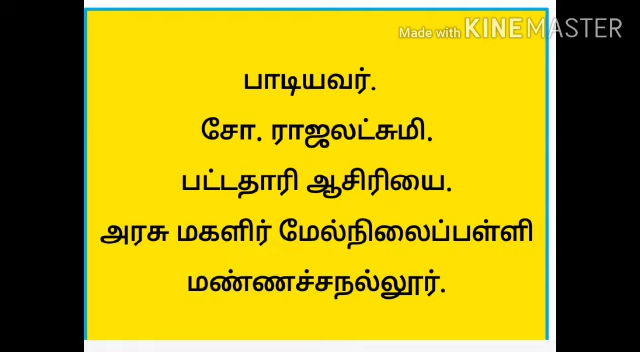 Made with KINEMASTER
பாடியவர்.
சோ. ராஜலட்சுமி.
பட்டதாரி ஆசிரியை.
அரசு மகளிர் மேல்நிலைப்பள்ளி
மண்ணச்சநல்லூர்.